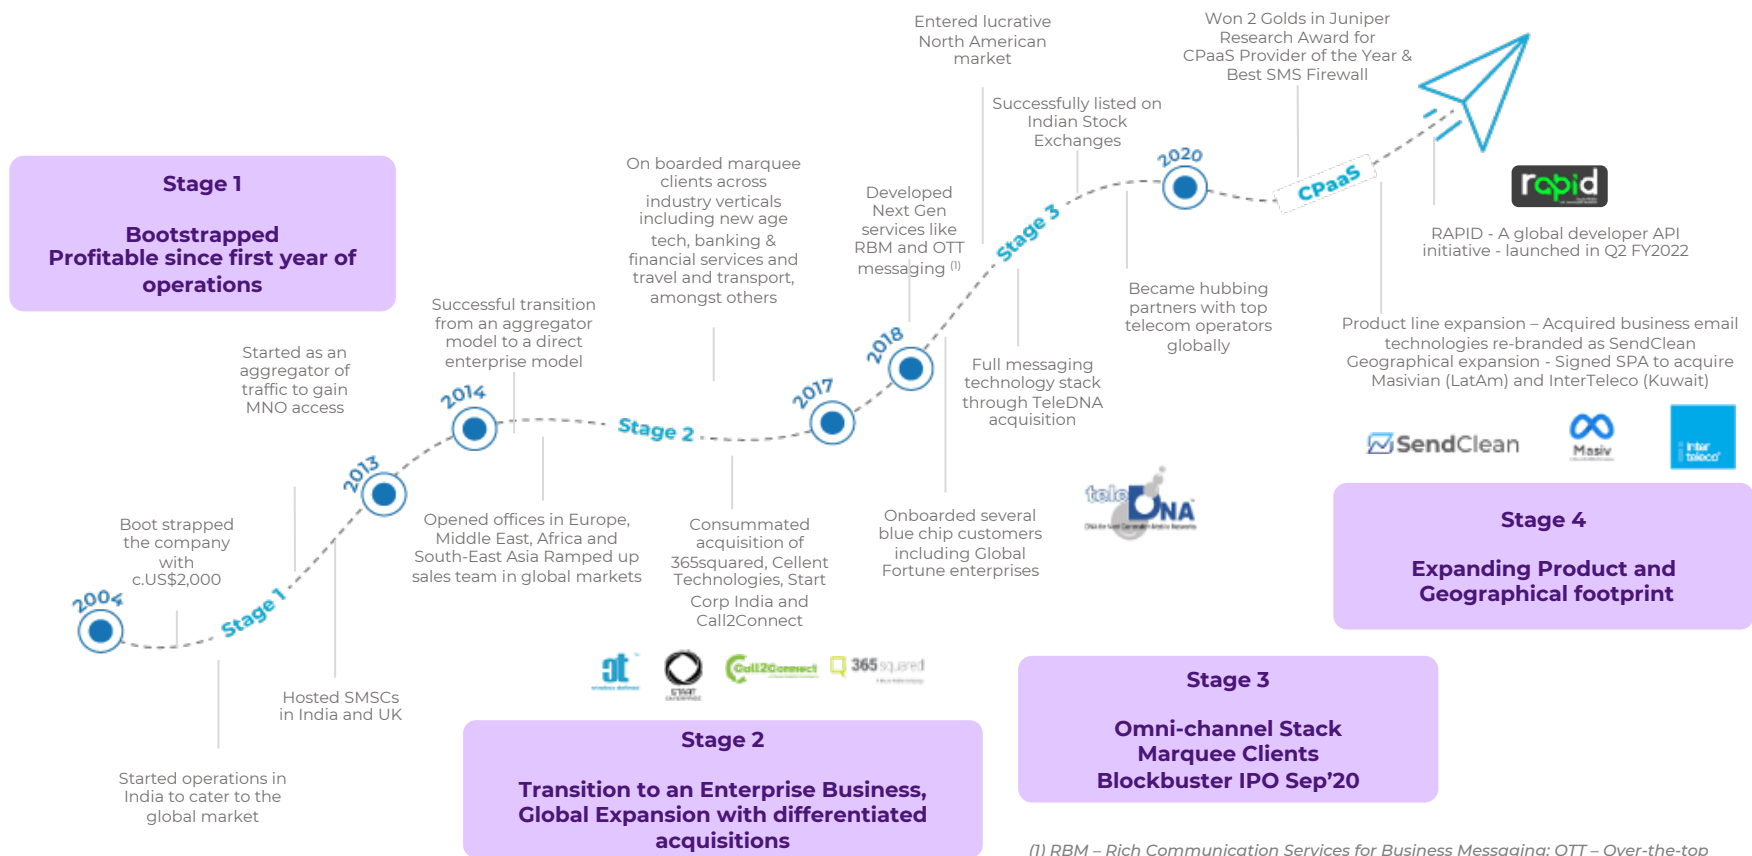 Stage 1
Bootstrapped
Profitable since first year of
operations
2004
Boot strapped
the company
with
c.US$2,000
Stage 1
Started operations in
India to cater to the
global market
Started as an
aggregator of
traffic to gain
MNO access
Hosted SMSCs
in India and UK
2013
2014
Successful transition
from an aggregator
model to a direct
enterprise model
Opened offices in Europe,
Middle East, Africa and
South-East Asia Ramped up
sales team in global markets
Stage 2
On boarded marquee
clients across
industry verticals
including new age
tech, banking &
financial services and
travel and transport,
amongst others
Consummated
acquisition of
365squared, Cellent
Technologies, Start
Corp India and
Call2Connect
START
Call2Connect
365 squared
Stage 2
Transition to an Enterprise Business,
Global Expansion with differentiated
acquisitions
2017
2018
Developed
Next Gen
services like
RBM and OTT
messaging (1)
Onboarded several
blue chip customers
including Global
Fortune enterprises
Entered lucrative
North American
market
Stage 3
Full messaging
technology stack
through TeleDNA
acquisition
teleDNA
Successfully listed on
Indian Stock
Exchanges
Became hubbing
partners with top
telecom operators
globally
Stage 3
Omni-channel Stack
Marquee Clients
Blockbuster IPO Sep'20
2020
Won 2 Golds in Juniper
Research Award for
CPaaS Provider of the Year &
Best SMS Firewall
CPaaS
rapid
RAPID - A global developer API
initiative - launched in Q2 FY2022
Product line expansion – Acquired business email
technologies re-branded as SendClean
Geographical expansion - Signed SPA to acquire
Masivian (LatAm) and InterTeleco (Kuwait)
SendClean
Masiv
inter
teleco
Stage 4
Expanding Product and
Geographical footprint
(1) RBM – Rich Communication Services for Business Messaging; OTT – Over-the-top